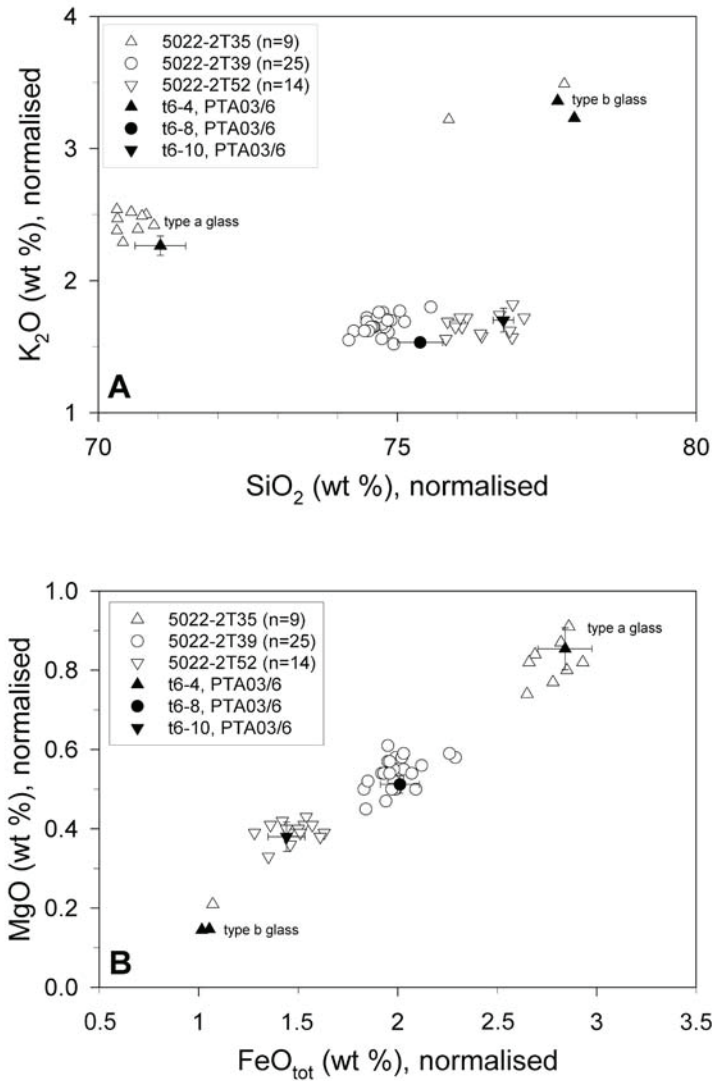 4
△ 5022-2T35 (n=9)
○ 5022-2T39 (n=25)
▽ 5022-2T52 (n=14)
▲ t6-4, PTA03/6
● t6-8, PTA03/6
▼ t6-10, PTA03/6
type b glass
3
type a glass
2
K₂O (wt %), normalised
A
1
70 75 80
SiO₂ (wt %), normalised
1.0
△ 5022-2T35 (n=9)
○ 5022-2T39 (n=25)
▽ 5022-2T52 (n=14)
▲ t6-4, PTA03/6
● t6-8, PTA03/6
▼ t6-10, PTA03/6
type a glass
0.8
0.6
0.4
0.2
type b glass
MgO (wt %), normalised
B
0.0
0.5 1 1.5 2 2.5 3 3.5
FeOₜₒₜ (wt %), normalised